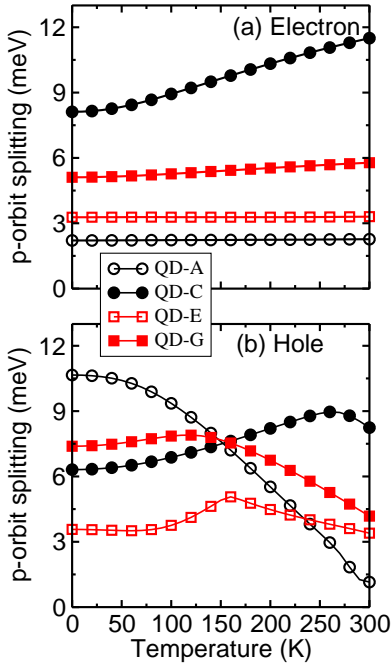 12
(a) Electron
9
6
3
0
p-orbit splitting (meV)
QD-A
QD-C
QD-E
QD-G
12
(b) Hole
9
6
3
0
p-orbit splitting (meV)
0 50 100 150 200 250 300
Temperature (K)